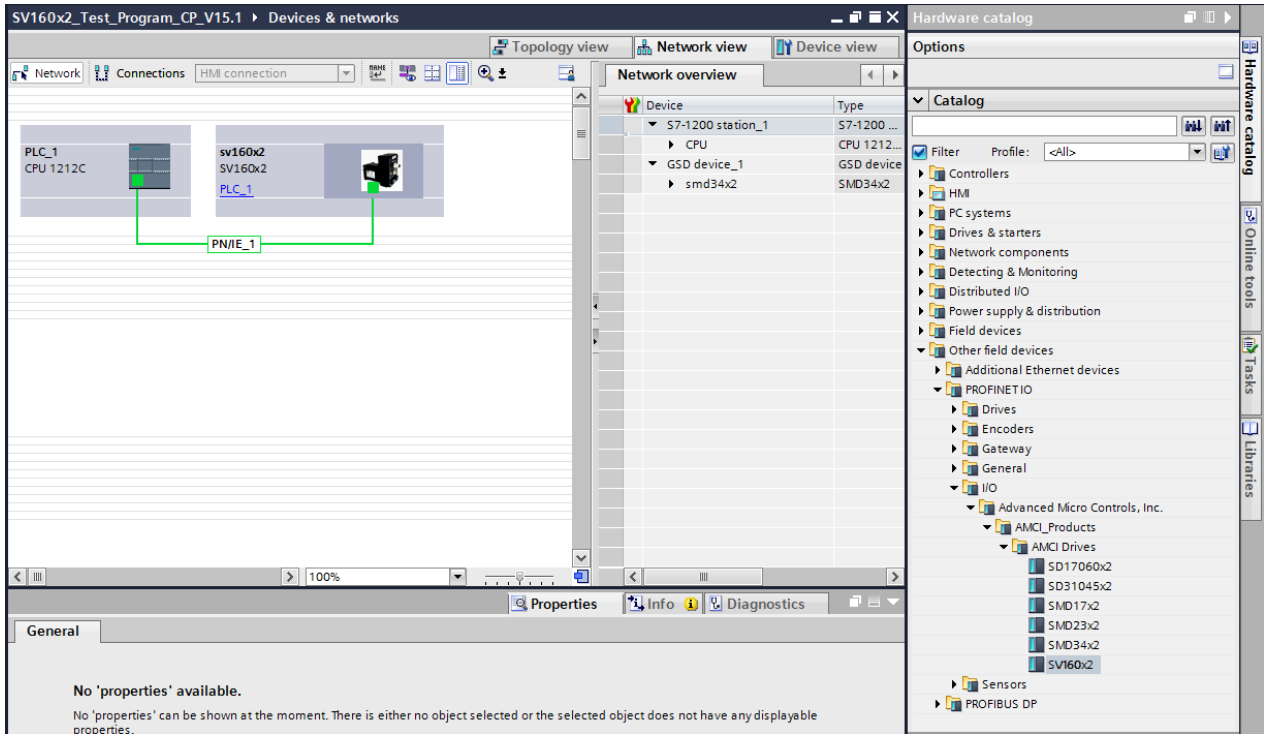 SV160x2_Test_Program_CP_V15.1 ▸ Devices & networks
Topology view
Network view
Device view
Network
Connections
HMI connection
PLC_1
CPU 1212C
sv160x2
SV160x2
PLC_1
PN/IE_1
100%
Network overview
Device
Type
S7-1200 station_1
S7-1200 ...
CPU
CPU 1212...
GSD device_1
GSD device
smd34x2
SMD34x2
Properties
Info
Diagnostics
General
No 'properties' available.
No 'properties' can be shown at the moment. There is either no object selected or the selected object does not have any displayable
properties.
Hardware catalog
Options
Catalog
Filter
Profile:
<All>
Controllers
HMI
PC systems
Drives & starters
Network components
Detecting & Monitoring
Distributed I/O
Power supply & distribution
Field devices
Other field devices
Additional Ethernet devices
PROFINET IO
Drives
Encoders
Gateway
General
I/O
Advanced Micro Controls, Inc.
AMCI_Products
AMCI Drives
SD17060x2
SD31045x2
SMD17x2
SMD23x2
SMD34x2
SV160x2
Sensors
PROFIBUS DP
Hardware catalog
Online tools
Tasks
Libraries